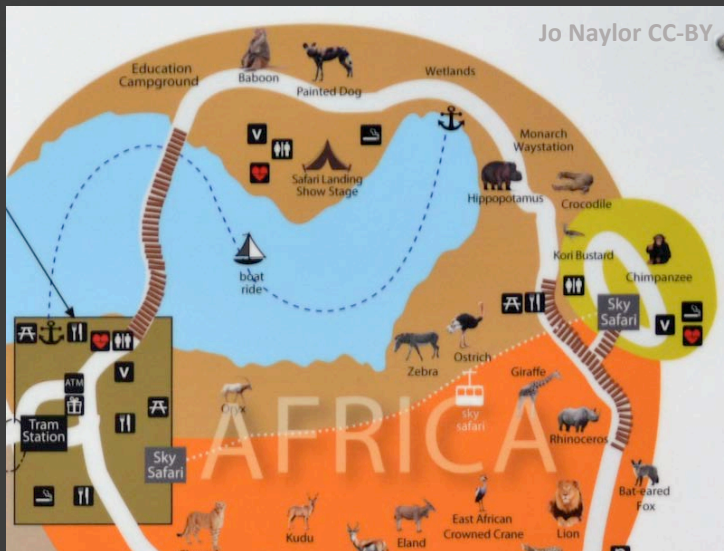 Jo Naylor CC-BY
Education
Campground
Baboon
Painted Dog
Wetlands
V
Safari Landing
Show Stage
Monarch
Waystation
Hippopotamus
Crocodile
Kori Bustard
Chimpanzee
boat
ride
Sky
Safari
V
Zebra
Ostrich
Giraffe
sky
safari
Oryx
AFRICA
Rhinoceros
ATM
V
Tram
Station
Sky
Safari
Bat-eared
Fox
Kudu
Eland
East African
Crowned Crane
Lion